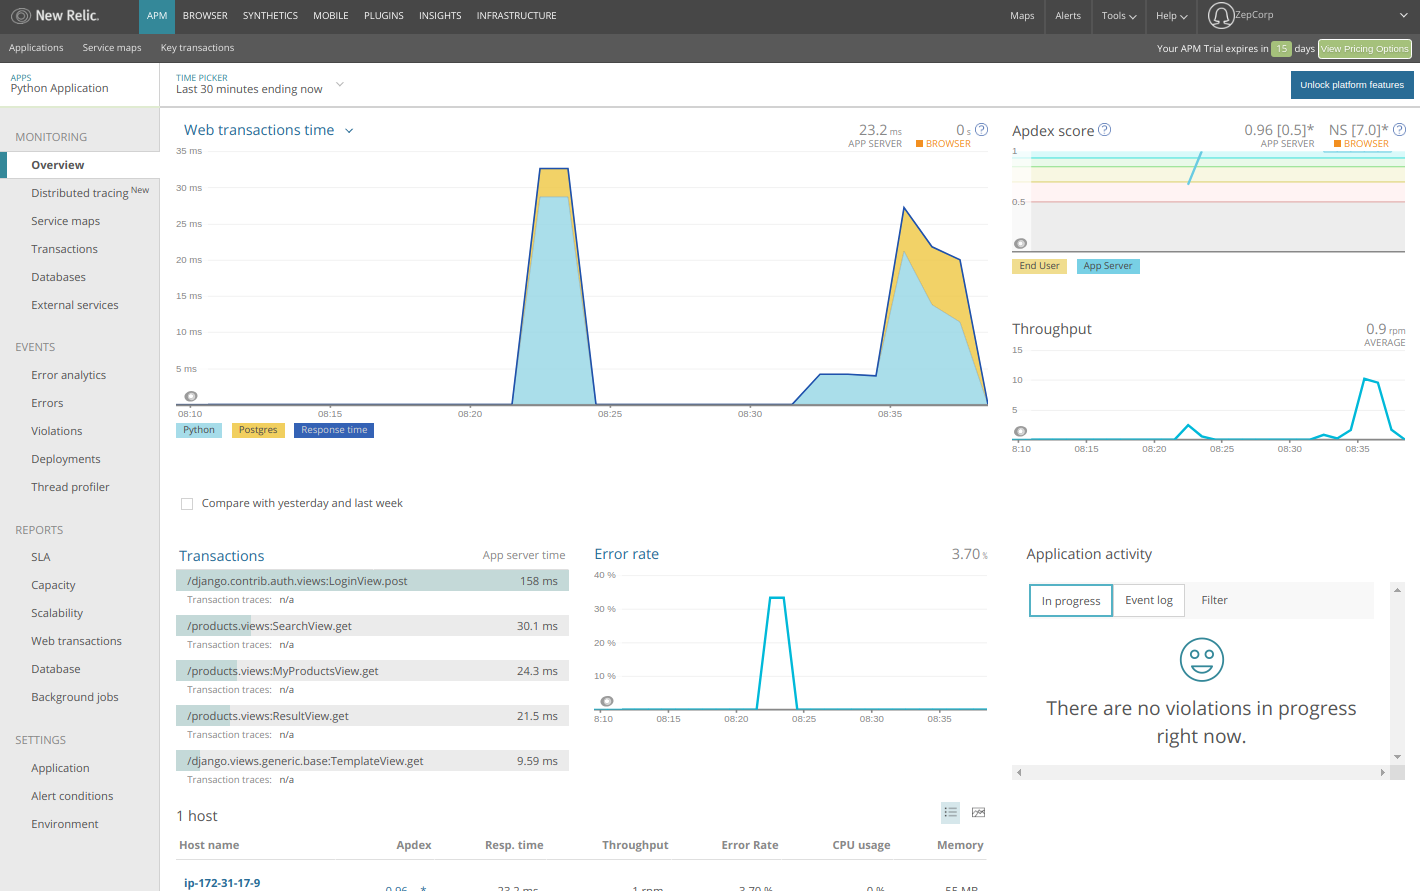 New Relic. APM BROWSER SYNTHETICS MOBILE PLUGINS INSIGHTS INFRASTRUCTURE Maps Alerts Tools Help ZepCorp
Applications Service maps Key transactions Your APM Trial expires in 15 days View Pricing Options
APPS
Python Application
TIME PICKER
Last 30 minutes ending now
Unlock platform features
MONITORING
Overview
Distributed tracing New
Service maps
Transactions
Databases
External services
EVENTS
Error analytics
Errors
Violations
Deployments
Thread profiler
REPORTS
SLA
Capacity
Scalability
Web transactions
Database
Background jobs
SETTINGS
Application
Alert conditions
Environment
Web transactions time
23.2 ms 0 s ?
APP SERVER BROWSER
35 ms
30 ms
25 ms
20 ms
15 ms
10 ms
5 ms
08:10 08:15 08:20 08:25 08:30 08:35
Python Postgres Response time
Compare with yesterday and last week
Apdex score ? 0.96 [0.5]* NS [7.0]* ?
APP SERVER BROWSER
1
0.5
End User App Server
Throughput 0.9 rpm
AVERAGE
15
10
5
8:10 08:15 08:20 08:25 08:30 08:35
Transactions App server time
/django.contrib.auth.views:LoginView.post 158 ms
Transaction traces: n/a
/products.views:SearchView.get 30.1 ms
Transaction traces: n/a
/products.views:MyProductsView.get 24.3 ms
Transaction traces: n/a
/products.views:ResultView.get 21.5 ms
Transaction traces: n/a
/django.views.generic.base:TemplateView.get 9.59 ms
Transaction traces: n/a
Error rate 3.70 %
40 %
30 %
20 %
10 %
8:10 08:15 08:20 08:25 08:30 08:35
Application activity
In progress Event log Filter
There are no violations in progress
right now.
1 host
Host name Apdex Resp. time Throughput Error Rate CPU usage Memory
ip-172-31-17-9
0.96 * 23.2 ms 1 rpm 3.70 % 0 % 55 MB